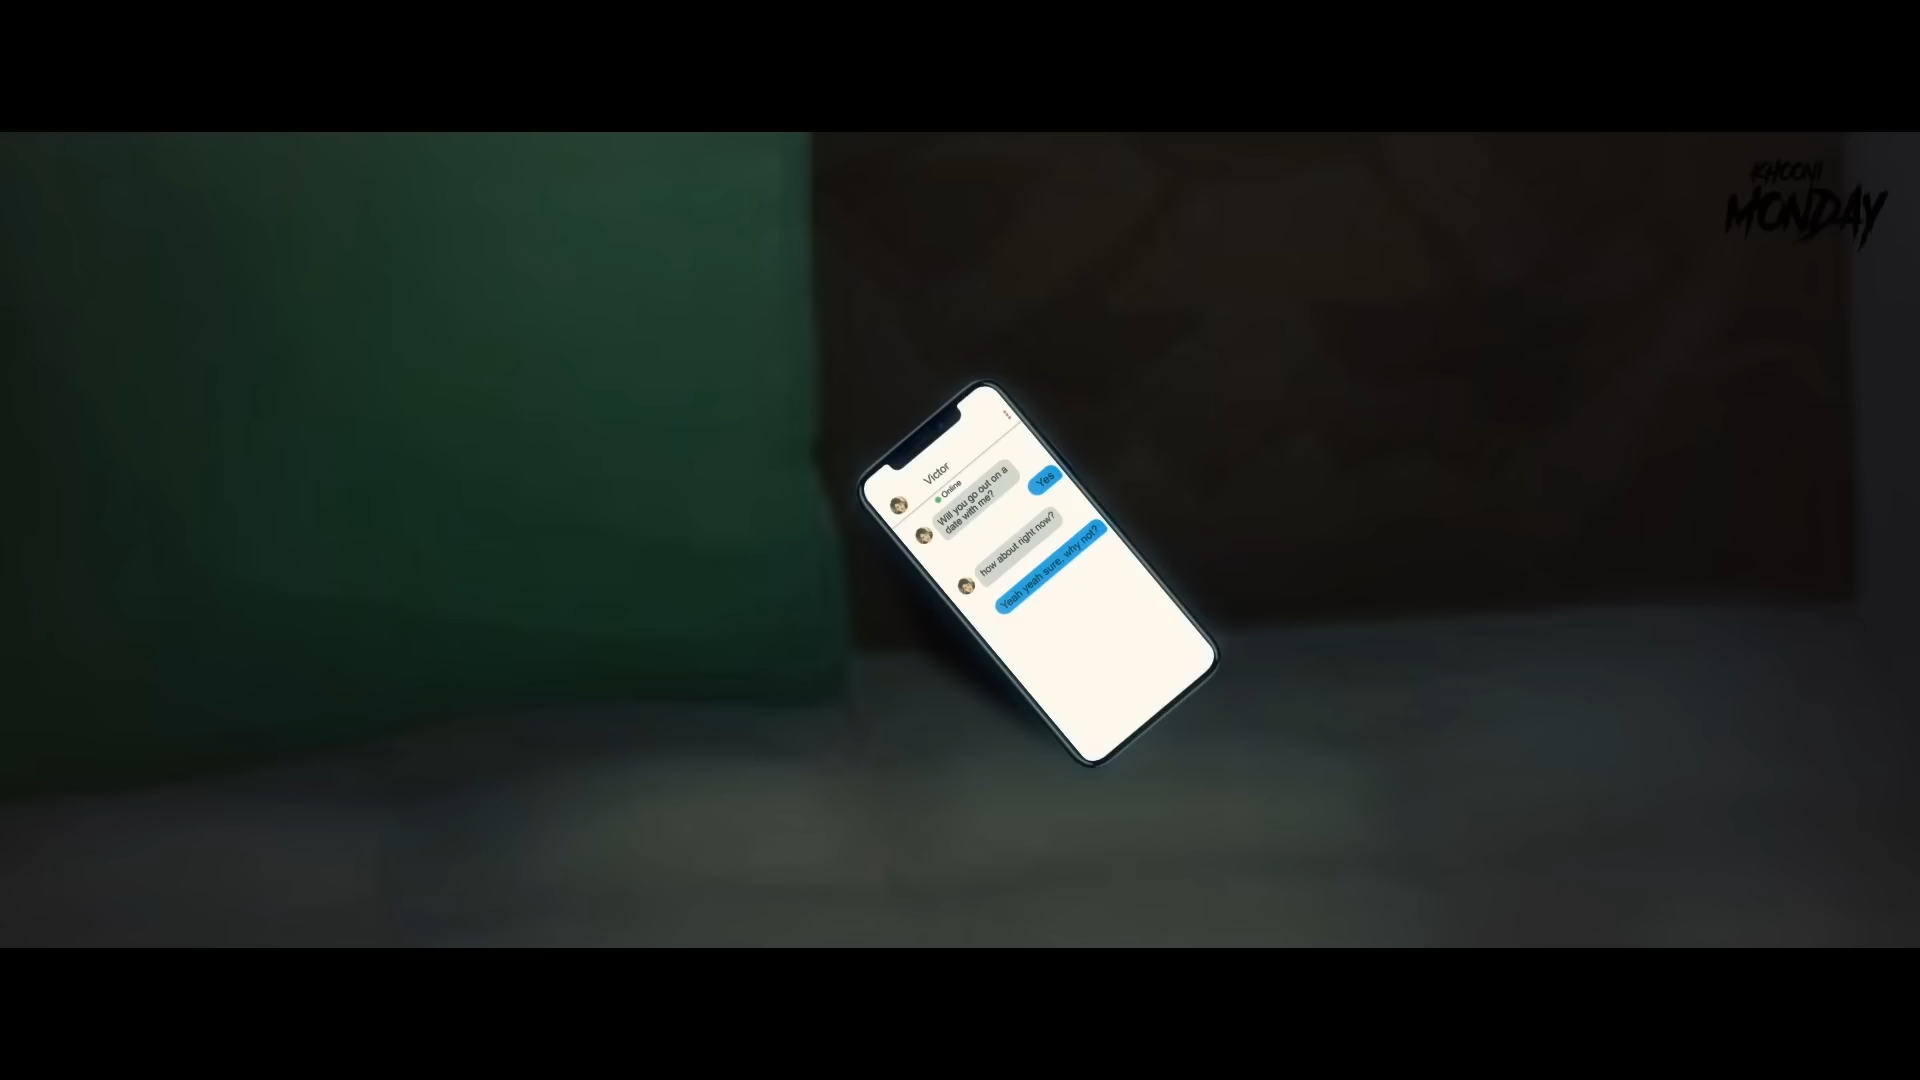 KHOONI
MONDAY
Victor
Online
Will you go out on a
date with me?
Yes
how about right now?
Yeah yeah sure, why not?